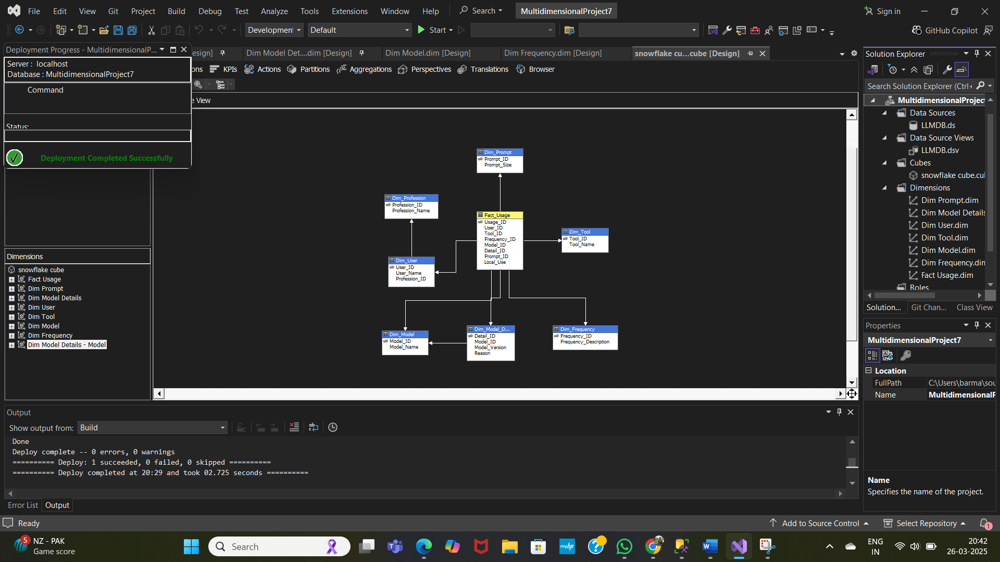 File Edit View Git Project Build Debug Test Analyze Tools Extensions Window Help Search MultidimensionalProject7 Sign in
Development Default Start GitHub Copilot
Deployment Progress - MultidimensionalP...
Server : localhost
Database : MultidimensionalProject7
Command
Status:
Deployment Completed Successfully
esign] Dim Model Det....dim [Design] Dim Model.dim [Design] Dim Frequency.dim [Design] snowflake cu...cube [Design]
ons KPIs Actions Partitions Aggregations Perspectives Translations Browser
e View
Dim_Prompt
Prompt_ID
Prompt_Size
Dim_Profession
Profession_ID
Profession_Name
Fact_Usage
Usage_ID
User_ID
Tool_ID
Frequency_ID
Model_ID
Detail_ID
Prompt_ID
Local_Use
Dim_Tool
Tool_ID
Tool_Name
Dim_User
User_ID
User_Name
Profession_ID
Dim_Model
Model_ID
Model_Name
Dim_Model_D...
Detail_ID
Model_ID
Model_Version
Reason
Dim_Frequency
Frequency_ID
Frequency_Description
Dimensions
snowflake cube
Fact Usage
Dim Prompt
Dim Model Details
Dim User
Dim Tool
Dim Model
Dim Frequency
Dim Model Details - Model
Solution Explorer
Search Solution Explorer (Ctrl+
MultidimensionalProject
Data Sources
LLMDB.ds
Data Source Views
LLMDB.dsv
Cubes
snowflake cube.cu
Dimensions
Dim Prompt.dim
Dim Model Details
Dim User.dim
Dim Tool.dim
Dim Model.dim
Dim Frequency.dim
Fact Usage.dim
Roles
Solution... Git Chan... Class View
Properties
MultidimensionalProject7
Location
FullPath C:\Users\barma\sou
Name MultidimensionalP
Name
Specifies the name of the project.
Output
Show output from: Build
Done
Deploy complete -- 0 errors, 0 warnings
========== Deploy: 1 succeeded, 0 failed, 0 skipped ==========
========== Deploy completed at 20:29 and took 02.725 seconds ==========
Error List Output
Ready Add to Source Control Select Repository 1
5 NZ - PAK
Game score
Search
myhp
ENG
IN
20:42
26-03-2025